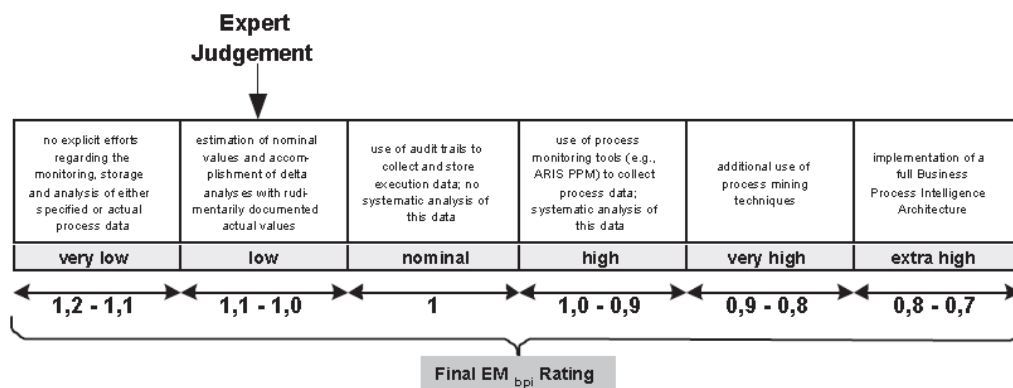 Expert
Judgement
no explicit efforts
regarding the
monitoring, storage
and analysis of either
specified or actual
process data
estimation of nominal
values and accom-
plishment of delta
analyses with rudi-
mentarily documented
actual values
use of audit trails to
collect and store
execution data; no
systematic analysis of
this data
use of process
monitoring tools (e.g.,
ARIS PPM) to collect
process data;
systematic analysis of
this data
additional use of
process mining
techniques
implementation of a
full Business
Process Intelligence
Architecture
very low
low
nominal
high
very high
extra high
1,2 - 1,1
1,1 - 1,0
1
1,0 - 0,9
0,9 - 0,8
0,8 - 0,7
Final EM bpi Rating